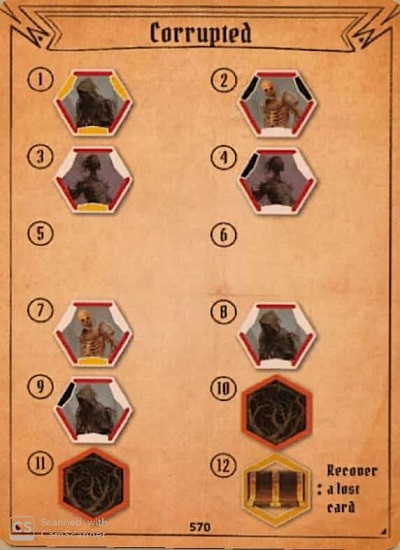 Corrupted
1 2
3 4
5 6
7 8
9 10
11 12 Recover
: a lost
card
570
CS Scanned with
CamScanner